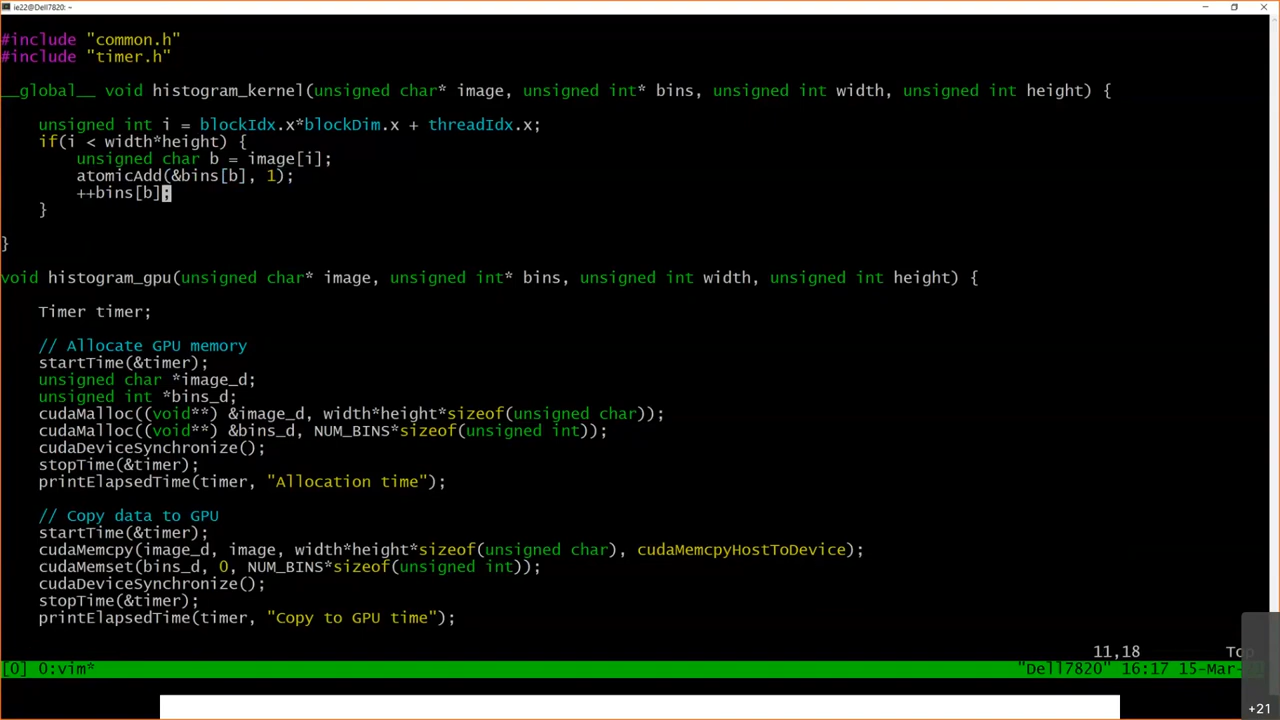 ie22@Dell7820: ~
#include "common.h"
#include "timer.h"
__global__ void histogram_kernel(unsigned char* image, unsigned int* bins, unsigned int width, unsigned int height) {
unsigned int i = blockIdx.x*blockDim.x + threadIdx.x;
if(i < width*height) {
unsigned char b = image[i];
atomicAdd(&bins[b], 1);
++bins[b];
}
}
void histogram_gpu(unsigned char* image, unsigned int* bins, unsigned int width, unsigned int height) {
Timer timer;
// Allocate GPU memory
startTime(&timer);
unsigned char *image_d;
unsigned int *bins_d;
cudaMalloc((void**) &image_d, width*height*sizeof(unsigned char));
cudaMalloc((void**) &bins_d, NUM_BINS*sizeof(unsigned int));
cudaDeviceSynchronize();
stopTime(&timer);
printElapsedTime(timer, "Allocation time");
// Copy data to GPU
startTime(&timer);
cudaMemcpy(image_d, image, width*height*sizeof(unsigned char), cudaMemcpyHostToDevice);
cudaMemset(bins_d, 0, NUM_BINS*sizeof(unsigned int));
cudaDeviceSynchronize();
stopTime(&timer);
printElapsedTime(timer, "Copy to GPU time");
11,18 Top
[0] 0:vim* "Dell7820" 16:17 15-Mar-
+21